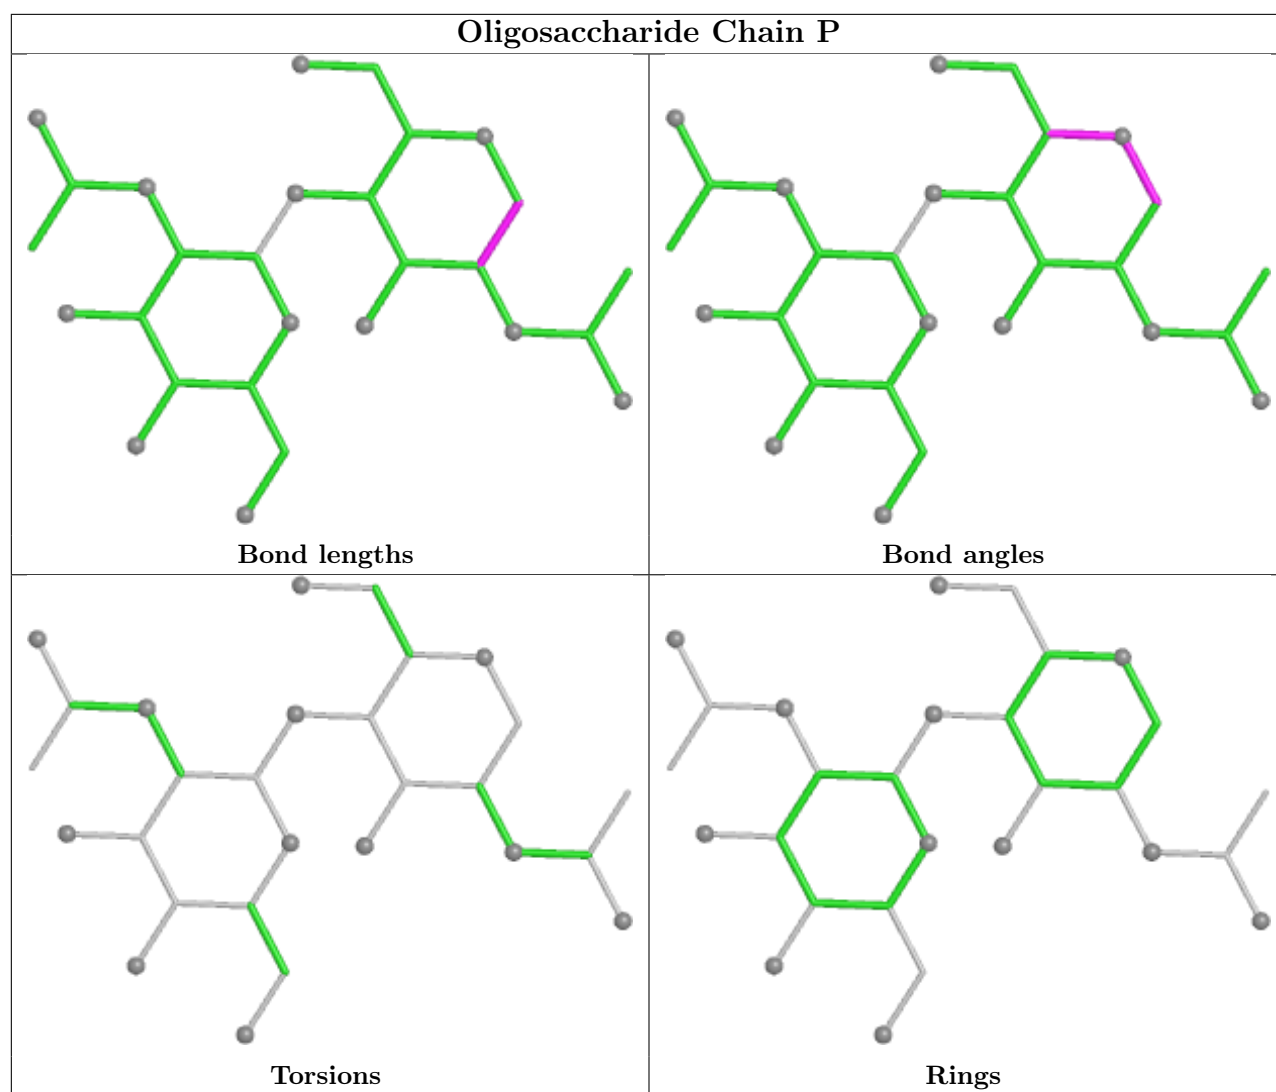 Oligosaccharide Chain P
Bond lengths
Bond angles
Torsions
Rings